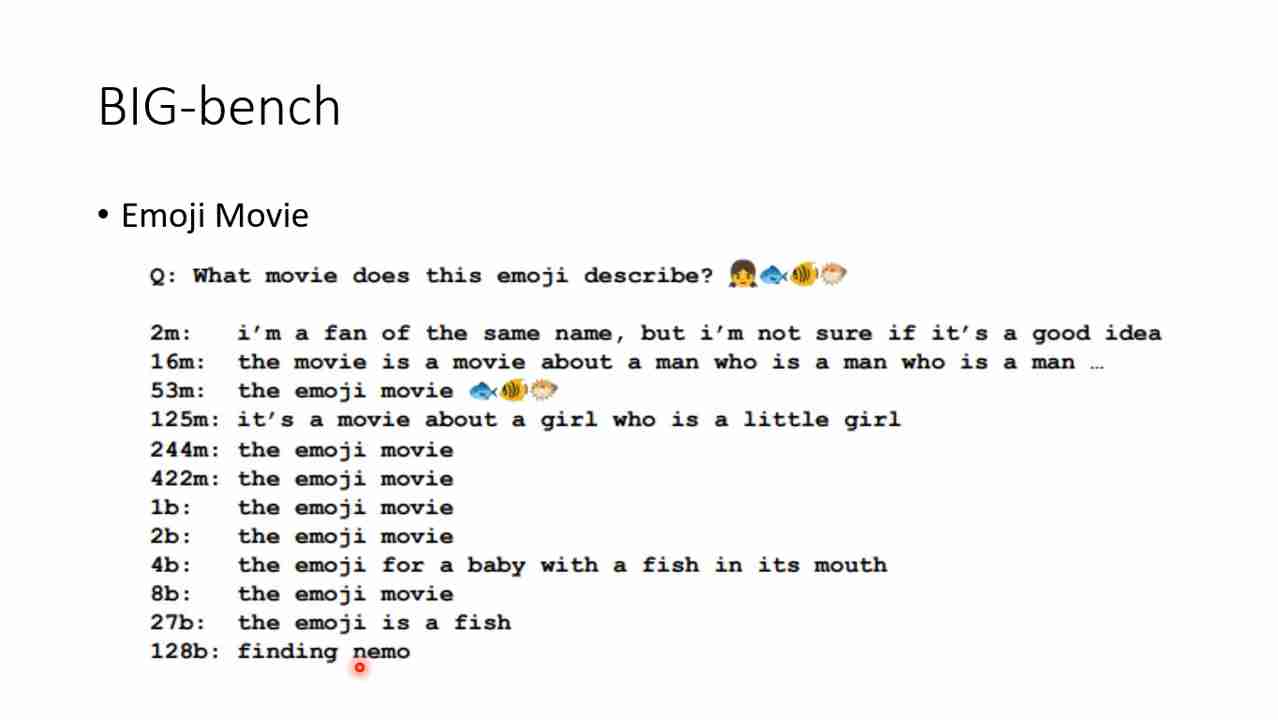 BIG-bench
• Emoji Movie
Q: What movie does this emoji describe? 👧🐟🐠🐡
2m: i’m a fan of the same name, but i’m not sure if it’s a good idea
16m: the movie is a movie about a man who is a man who is a man …
53m: the emoji movie 🐟🐠🐡
125m: it’s a movie about a girl who is a little girl
244m: the emoji movie
422m: the emoji movie
1b: the emoji movie
2b: the emoji movie
4b: the emoji for a baby with a fish in its mouth
8b: the emoji movie
27b: the emoji is a fish
128b: finding nemo